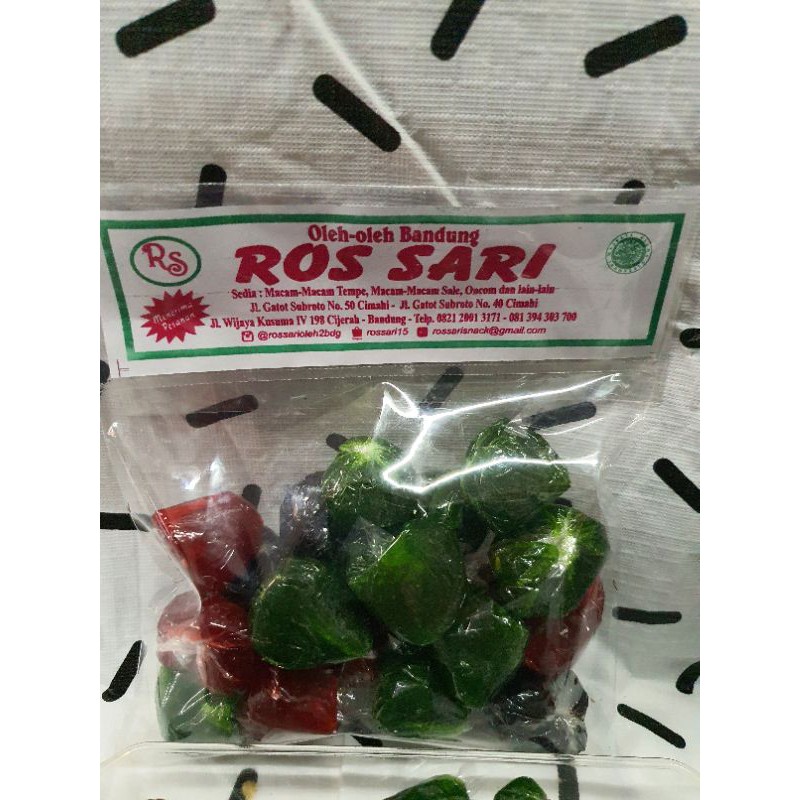 RS
Menerima
Pesanan
Oleh-oleh Bandung
ROS SARI
Sedia : Macam-Macam Tempe, Macam-Macam Sale, Oncom dan lain-lain
Jl. Gatot Subroto No. 50 Cimahi - Jl. Gatot Subroto No. 40 Cimahi
Jl. Wijaya Kusuma IV 198 Cijerah - Bandung - Telp. 0821 2001 3171 - 081 394 303 700
@rossarioleh2bdg rossari15 rossarisnack@gmail.com